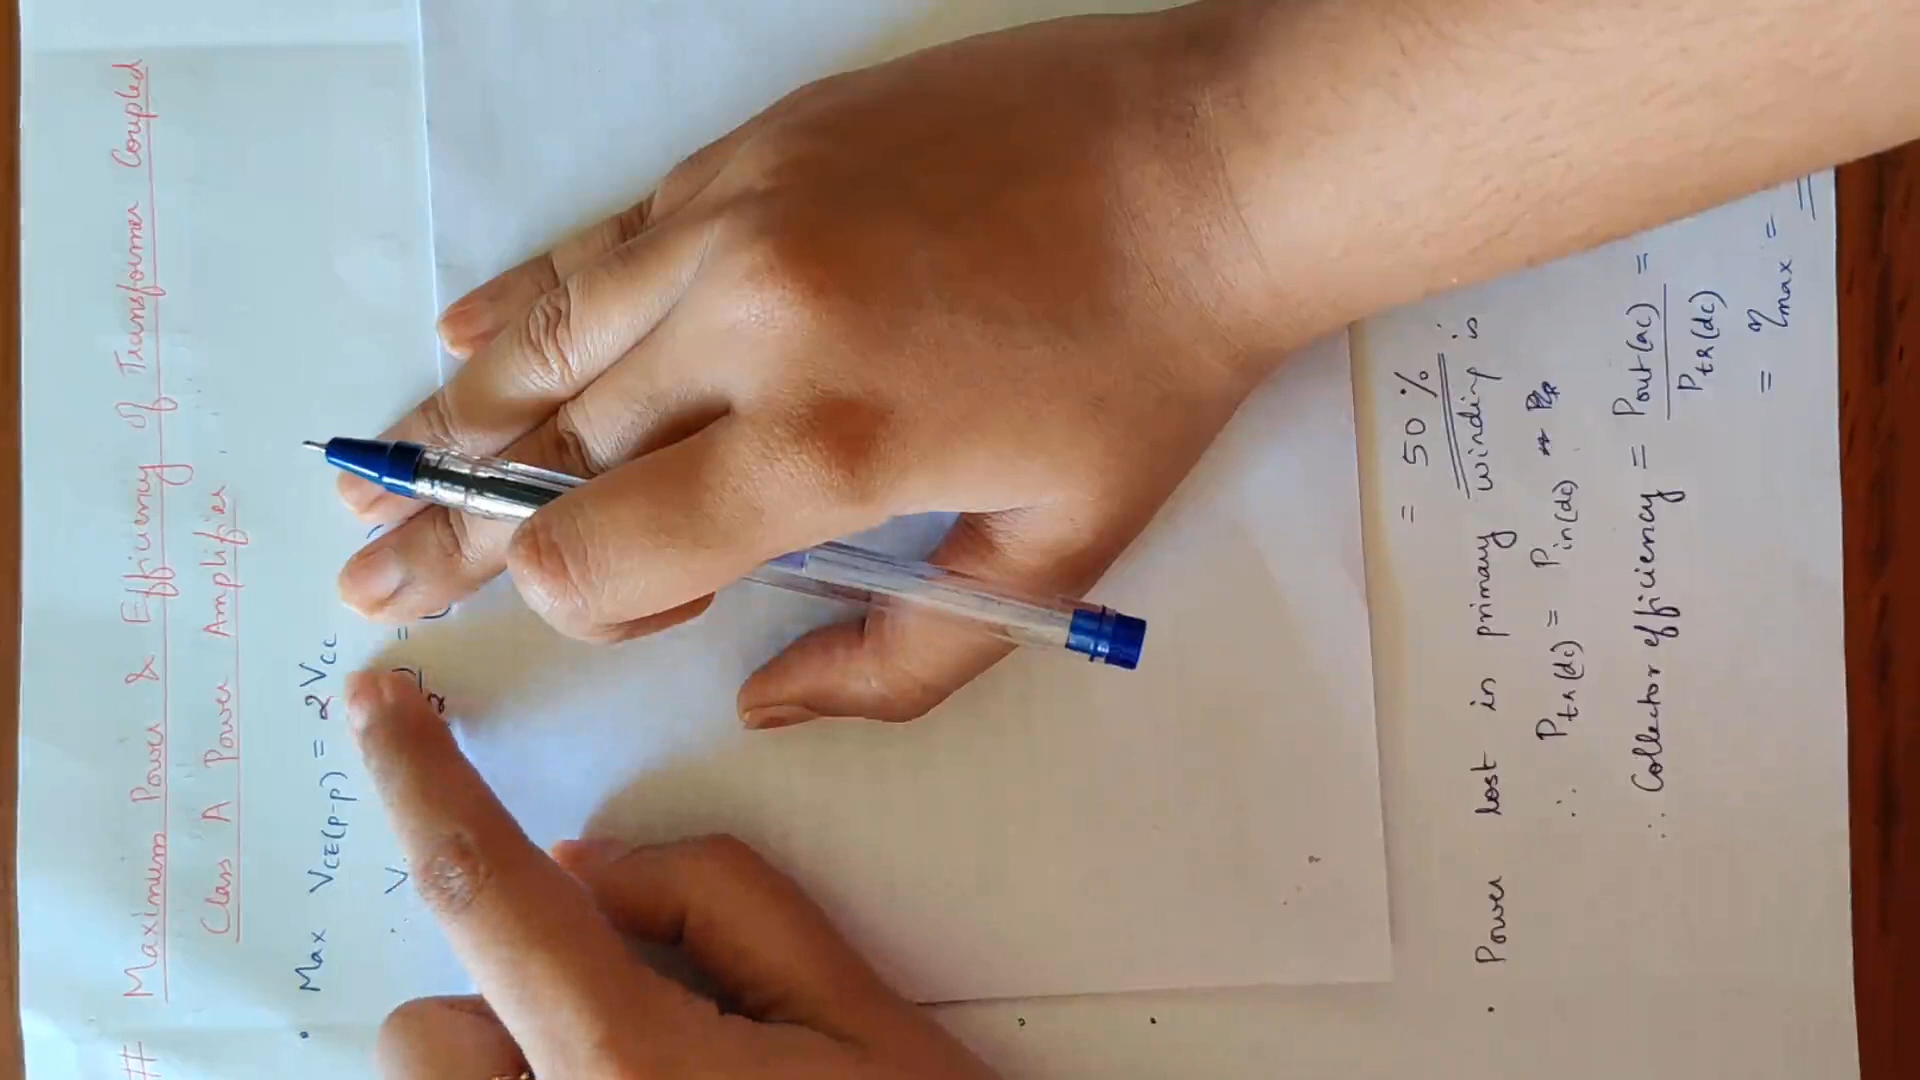 # Maximum Power & Efficiency of Transformer Coupled
Class A Power Amplifier
• Max VCE(p-p) = 2VCC
∴ V
2 =
= 50 %
• Power lost in primary winding is
∴ Ptr(dc) = Pin(dc)
∴ Collector efficiency = Pout(ac) / Ptr(dc) =
= ηmax =